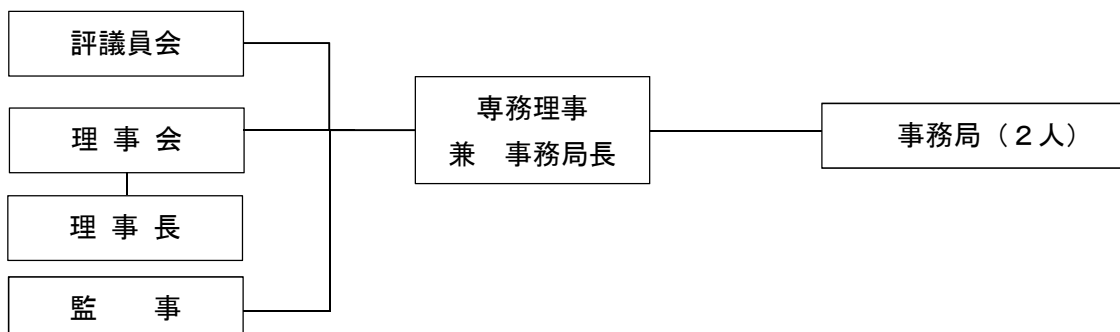 評議員会
理 事 会
理 事 長
監　　事
専務理事
兼　事務局長
事務局（２人）